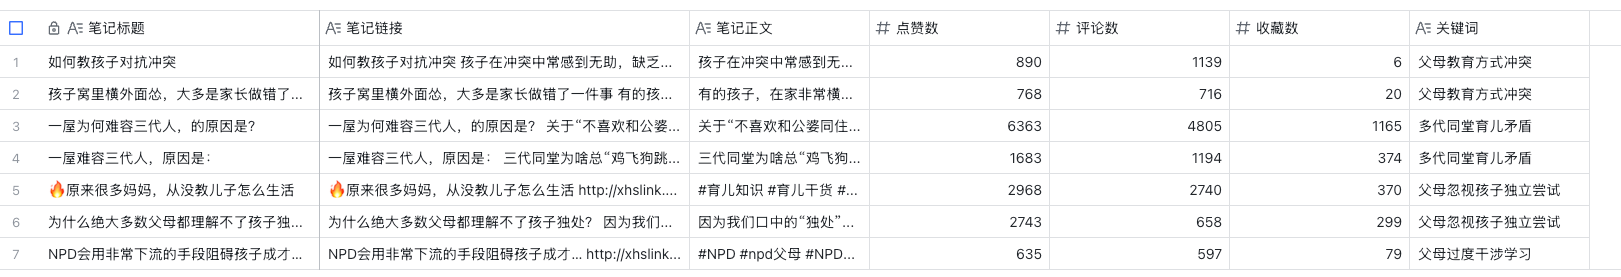 笔记标题 笔记链接 笔记正文 点赞数 评论数 收藏数 关键词
1 如何教孩子对抗冲突 如何教孩子对抗冲突 孩子在冲突中常感到无助，缺乏... 孩子在冲突中常感到无... 890 1139 6 父母教育方式冲突
2 孩子窝里横外面怂，大多是家长做错了... 孩子窝里横外面怂，大多是家长做错了一件事 有的孩... 有的孩子，在家非常横... 768 716 20 父母教育方式冲突
3 一屋为何难容三代人，的原因是？ 一屋为何难容三代人，的原因是？ 关于“不喜欢和公婆... 关于“不喜欢和公婆同住... 6363 4805 1165 多代同堂育儿矛盾
4 一屋难容三代人，原因是： 一屋难容三代人，原因是： 三代同堂为啥总“鸡飞狗跳... 三代同堂为啥总“鸡飞狗... 1683 1194 374 多代同堂育儿矛盾
5 🔥原来很多妈妈，从没教儿子怎么生活 🔥原来很多妈妈，从没教儿子怎么生活 http://xhslink.... #育儿知识 #育儿干货 #... 2968 2740 370 父母忽视孩子独立尝试
6 为什么绝大多数父母都理解不了孩子独... 为什么绝大多数父母都理解不了孩子独处？ 因为我们... 因为我们口中的“独处”... 2743 658 299 父母忽视孩子独立尝试
7 NPD会用非常下流的手段阻碍孩子成才... NPD会用非常下流的手段阻碍孩子成才... http://xhslink... #NPD #npd父母 #NPD... 635 597 79 父母过度干涉学习